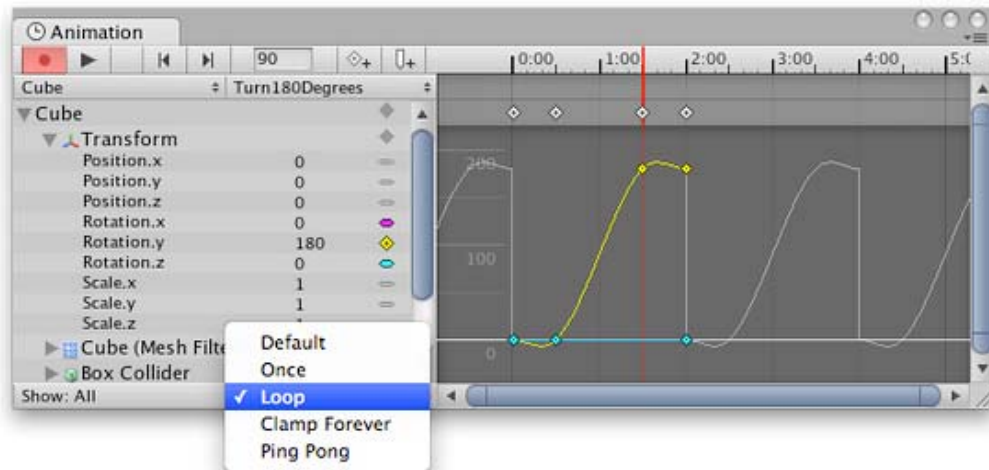 Animation
90
0:00 1:00 2:00 3:00 4:00 5:0
Cube Turn180Degrees
Cube
Transform
Position.x 0
Position.y 0
Position.z 0
Rotation.x 0
Rotation.y 180
Rotation.z 0
Scale.x 1
Scale.y 1
Scale.z
Cube (Mesh Filte
Box Collider
Show: All
200
100
0
Default
Once
✓ Loop
Clamp Forever
Ping Pong